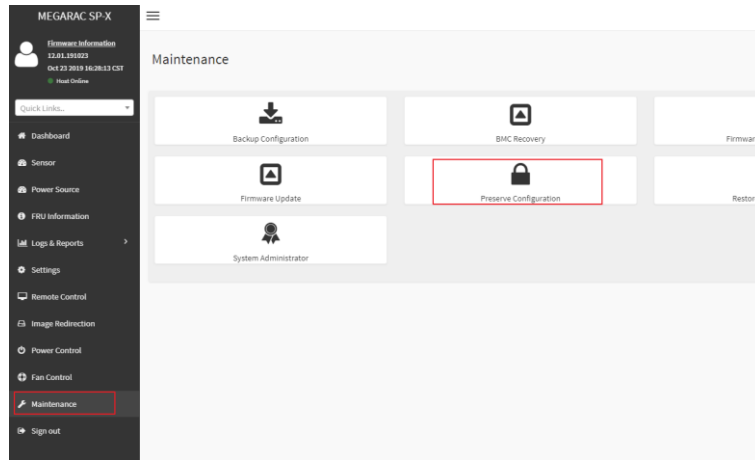 MEGARAC SP-X
Firmware Information
12.01.191023
Oct 23 2019 16:28:13 CST
Host Online
Quick Links..
Dashboard
Sensor
Power Source
FRU Information
Logs & Reports
Settings
Remote Control
Image Redirection
Power Control
Fan Control
Maintenance
Sign out
Maintenance
Backup Configuration
BMC Recovery
Firmwar
Firmware Update
Preserve Configuration
Restor
System Administrator